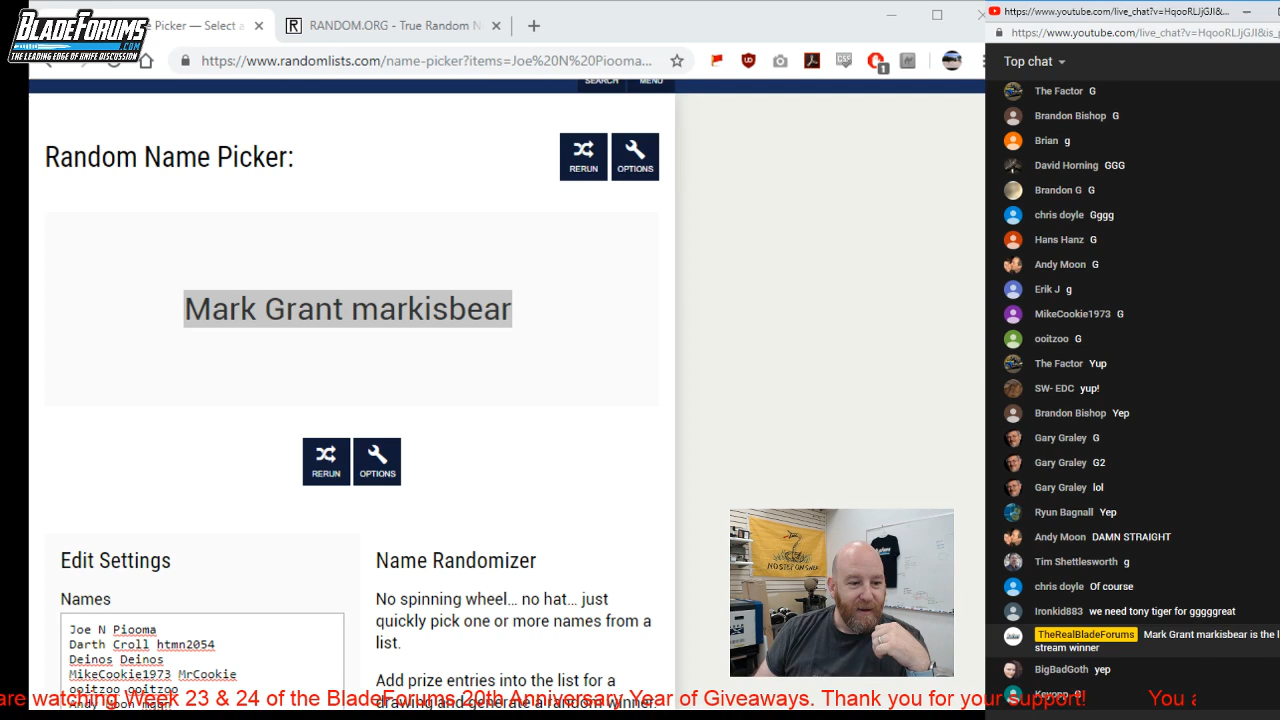 BLADEFORUMS
.COM
THE LEADING EDGE OF KNIFE DISCUSSION
e Picker — Select a
RANDOM.ORG - True Random N
https://www.randomlists.com/name-picker?items=Joe%20N%20Piooma...
1
SEARCH
MENU
Random Name Picker:
RERUN
OPTIONS
Mark Grant markisbear
RERUN
OPTIONS
Edit Settings
Names
Joe N Piooma
Darth Croll htmn2054
Deinos Deinos
MikeCookie1973 MrCookie
ooitzoo ooitzoo
Name Randomizer
No spinning wheel... no hat... just
quickly pick one or more names from a
list.
Add prize entries into the list for a
drawing and generate a random winner.
NO STEP ON SNEK
https://www.youtube.com/live_chat?v=HqooRLJjGJI&...
https://www.youtube.com/live_chat?v=HqooRLJjGJI&is_p
Top chat
The Factor G
Brandon Bishop G
Brian g
David Horning GGG
Brandon G G
chris doyle Gggg
Hans Hanz G
Andy Moon G
Erik J g
MikeCookie1973 G
ooitzoo G
The Factor Yup
SW- EDC yup!
Brandon Bishop Yep
Gary Graley G
Gary Graley G2
Gary Graley lol
Ryun Bagnall Yep
Andy Moon DAMN STRAIGHT
Tim Shettlesworth g
chris doyle Of course
Ironkid883 we need tony tiger for gggggreat
TheRealBladeForums Mark Grant markisbear is the l
stream winner
BigBadGoth yep
are watching Week 23 & 24 of the BladeForums 20th Anniversary Year of Giveaways. Thank you for your support! You a